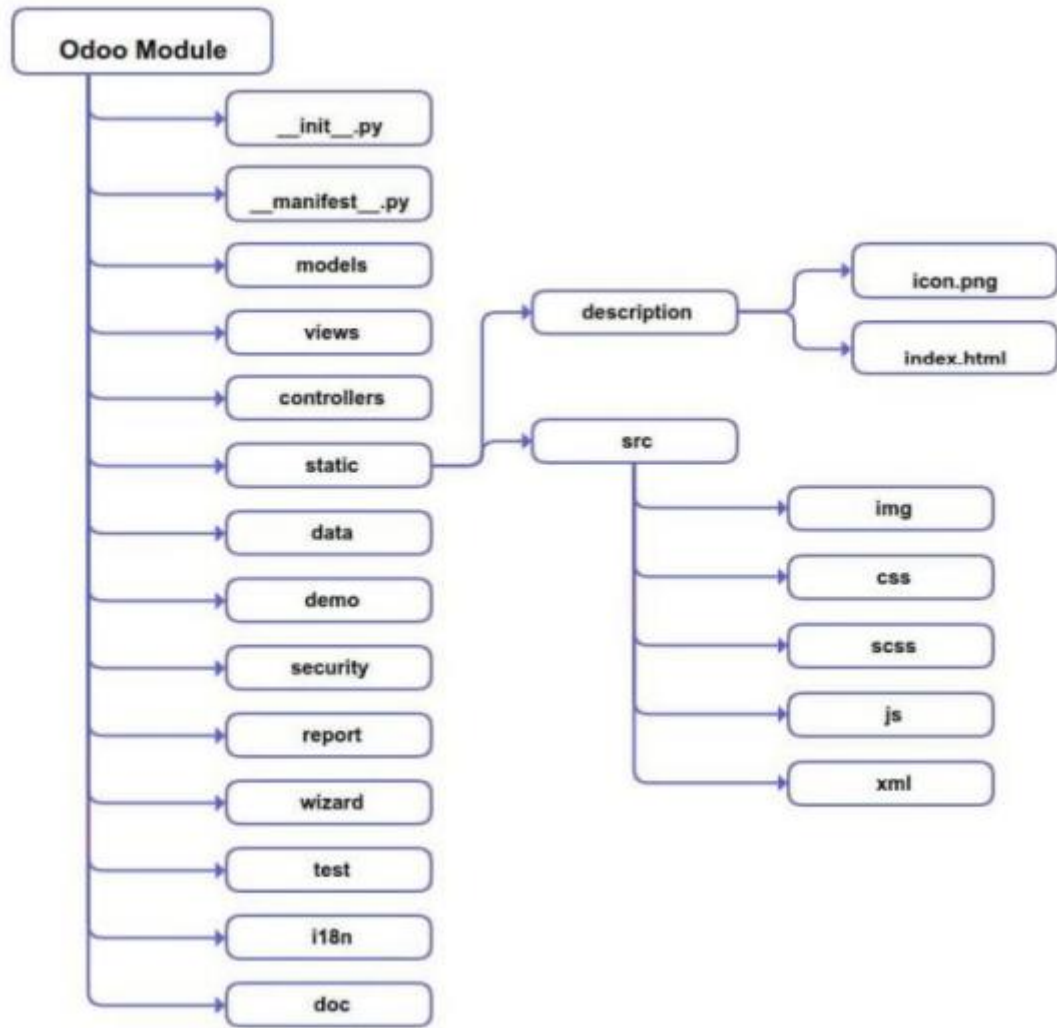 Odoo Module
__init__.py
__manifest__.py
models
views
controllers
static
data
demo
security
report
wizard
test
i18n
doc
description
icon.png
index.html
src
img
css
scss
js
xml